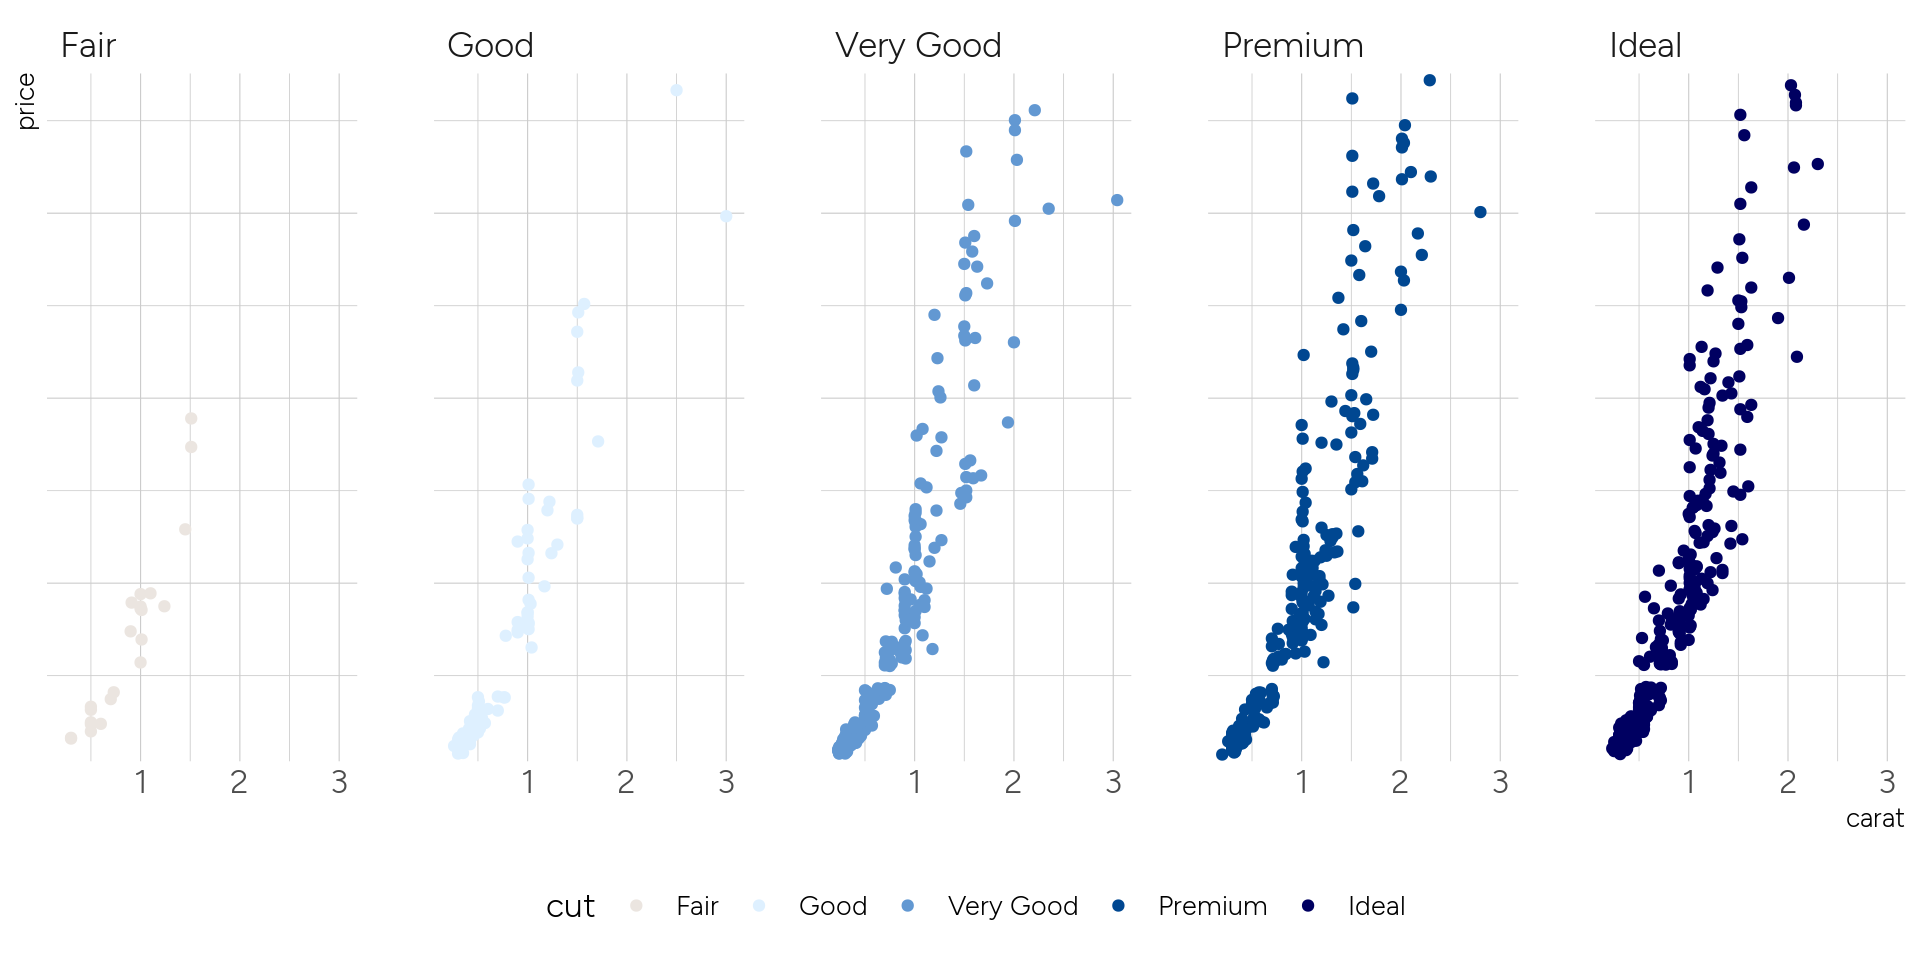 Fair Good Very Good Premium Ideal
price
1 2 3 1 2 3 1 2 3 1 2 3 1 2 3
carat
cut Fair Good Very Good Premium Ideal